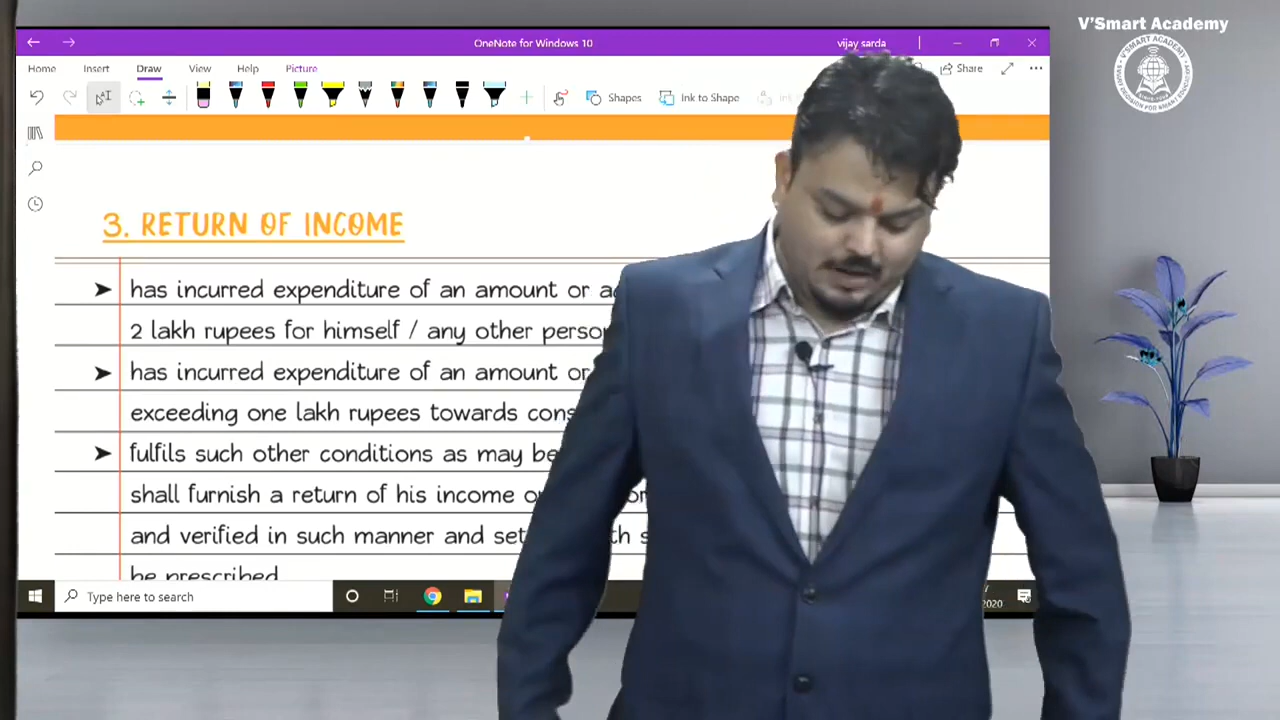 V'Smart Academy
OneNote for Windows 10
vijay sarda
Home Insert Draw View Help Picture
Share
Shapes
Ink to Shape
3. RETURN OF INCOME
➤ has incurred expenditure of an amount or
2 lakh rupees for himself / any other
➤ has incurred expenditure of an amount or
exceeding one lakh rupees towards
➤ fulfils such other conditions as may be
shall furnish a return of his income
and verified in such manner and
be prescribed
Type here to search
2020